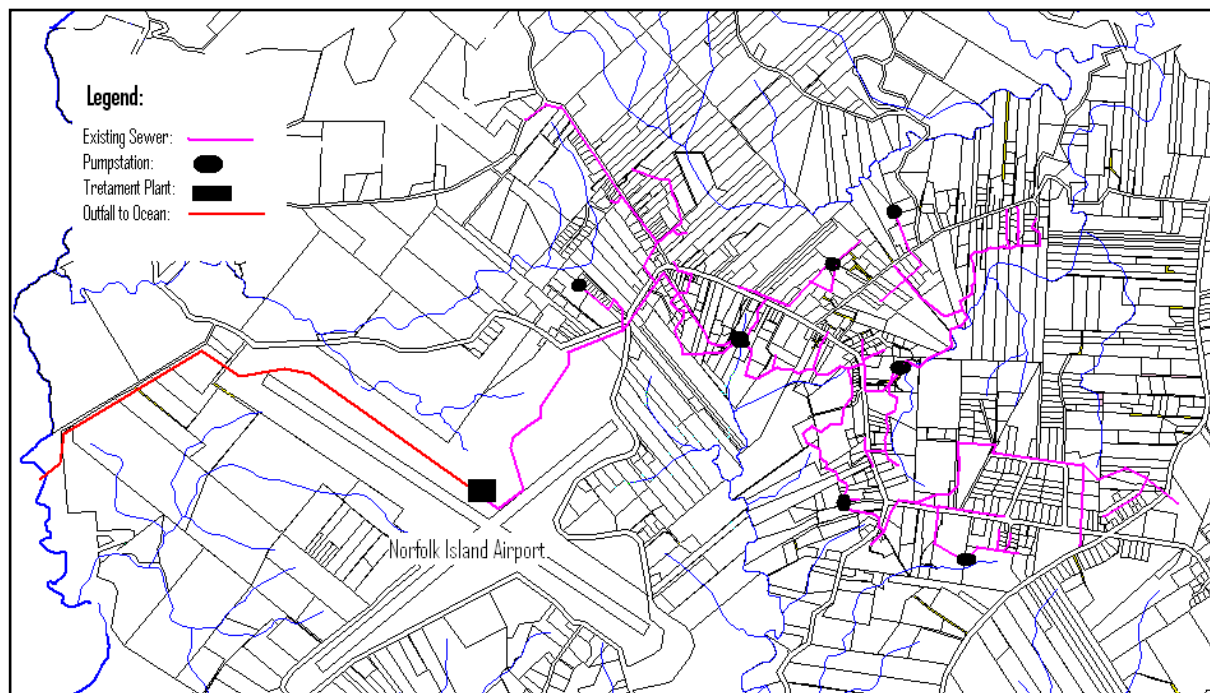 Legend:
Existing Sewer:
Pumpstation:
Tretament Plant:
Outfall to Ocean:
Norfolk Island Airport